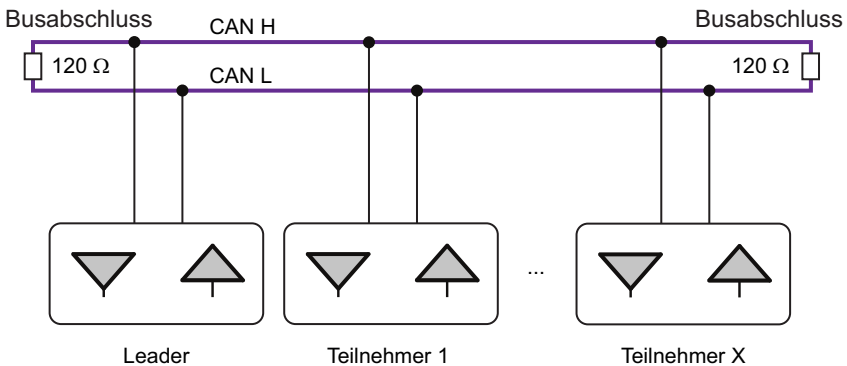 Busabschluss
Busabschluss
CAN H
120 Ω
120 Ω
CAN L
...
Leader
Teilnehmer 1
Teilnehmer X